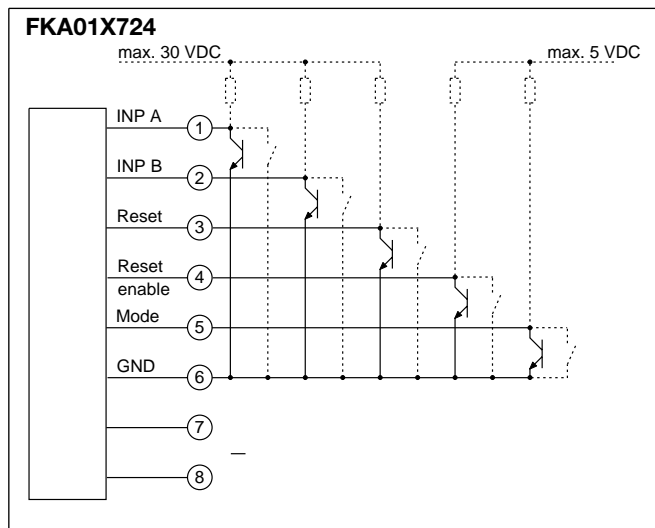 FKA01X724
max. 30 VDC
max. 5 VDC
INP A
1
INP B
2
Reset
3
Reset
enable
4
Mode
5
GND
6
7
8